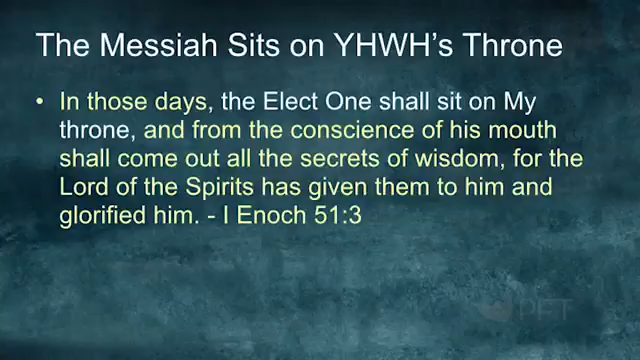 The Messiah Sits on YHWH's Throne
• In those days, the Elect One shall sit on My
throne, and from the conscience of his mouth
shall come out all the secrets of wisdom, for the
Lord of the Spirits has given them to him and
glorified him. - I Enoch 51:3
PFT